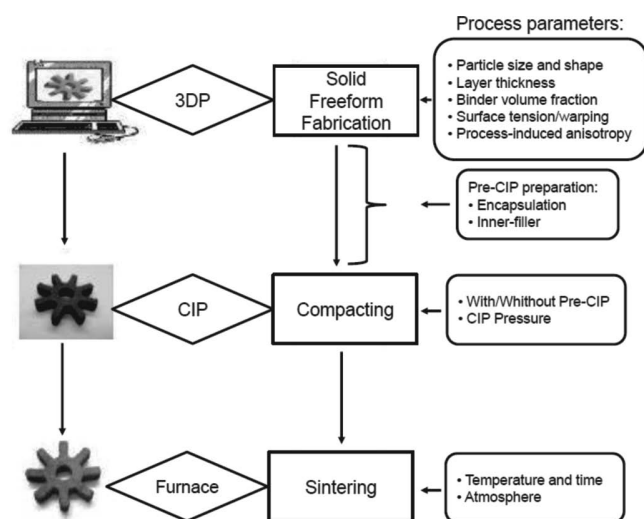 Process parameters:
• Particle size and shape
• Layer thickness
• Binder volume fraction
• Surface tension/warping
• Process-induced anisotropy
3DP
Solid
Freeform
Fabrication
Pre-CIP preparation:
• Encapsulation
• Inner-filler
CIP
Compacting
• With/Whithout Pre-CIP
• CIP Pressure
Furnace
Sintering
• Temperature and time
• Atmosphere